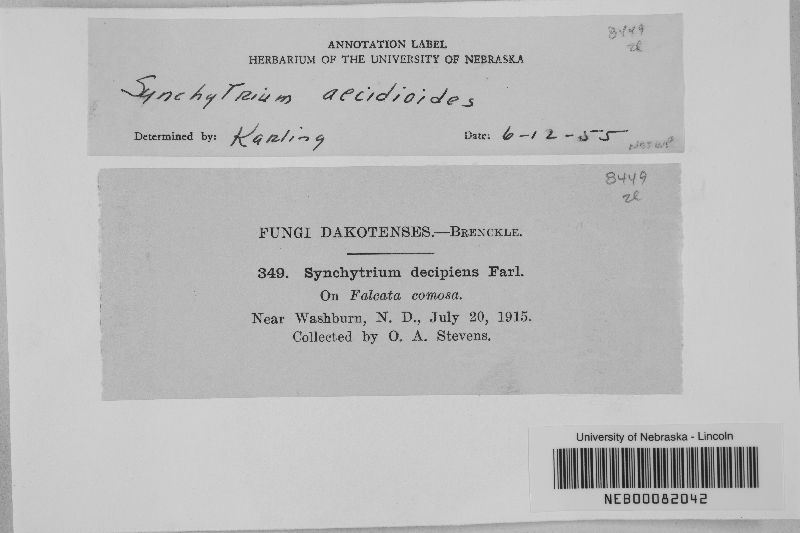 ANNOTATION LABEL
HERBARIUM OF THE UNIVERSITY OF NEBRASKA
8449
Synchytrium aecidioides
Determined by: Karling
Date: 6-12-55
8449
FUNGI DAKOTENSES.—BRENCKLE.
349. Synchytrium decipiens Farl.
On Falcata comosa.
Near Washburn, N. D., July 20, 1915.
Collected by O. A. Stevens.
University of Nebraska - Lincoln
NEB00082042